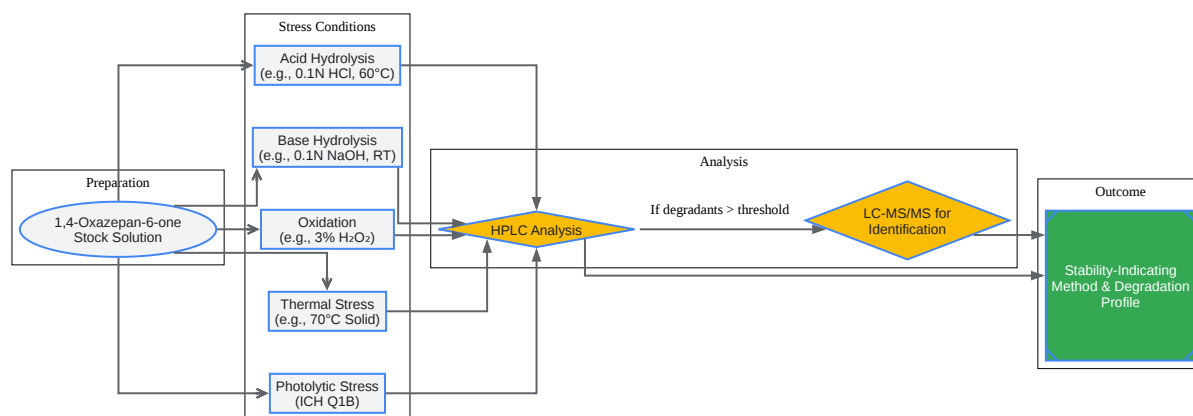 Stress Conditions
Acid Hydrolysis
(e.g., 0.1N HCl, 60°C)
Base Hydrolysis
(e.g., 0.1N NaOH, RT)
Analysis
Preparation
Outcome
1,4-Oxazepan-6-one
Stock Solution
Oxidation
(e.g., 3% H₂O₂)
HPLC Analysis
If degradants > threshold
LC-MS/MS for
Identification
Stability-Indicating
Method & Degradation
Profile
Thermal Stress
(e.g., 70°C Solid)
Photolytic Stress
(ICH Q1B)